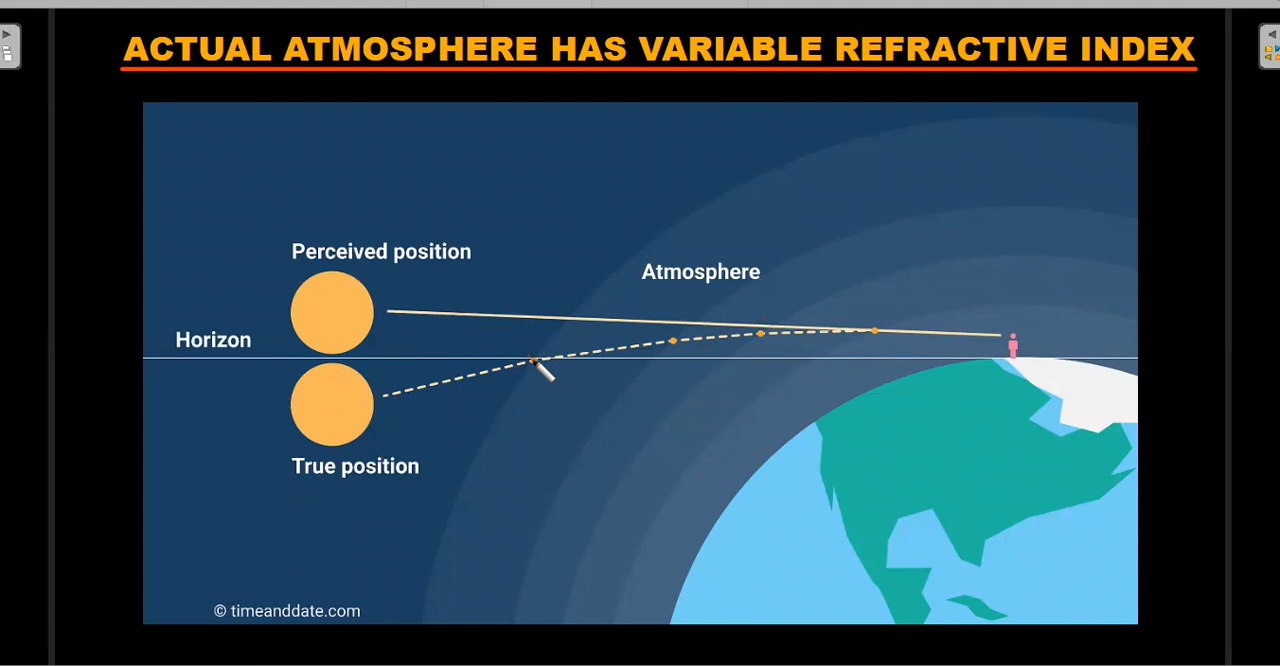 ACTUAL ATMOSPHERE HAS VARIABLE REFRACTIVE INDEX
Perceived position
Atmosphere
Horizon
True position
© timeanddate.com